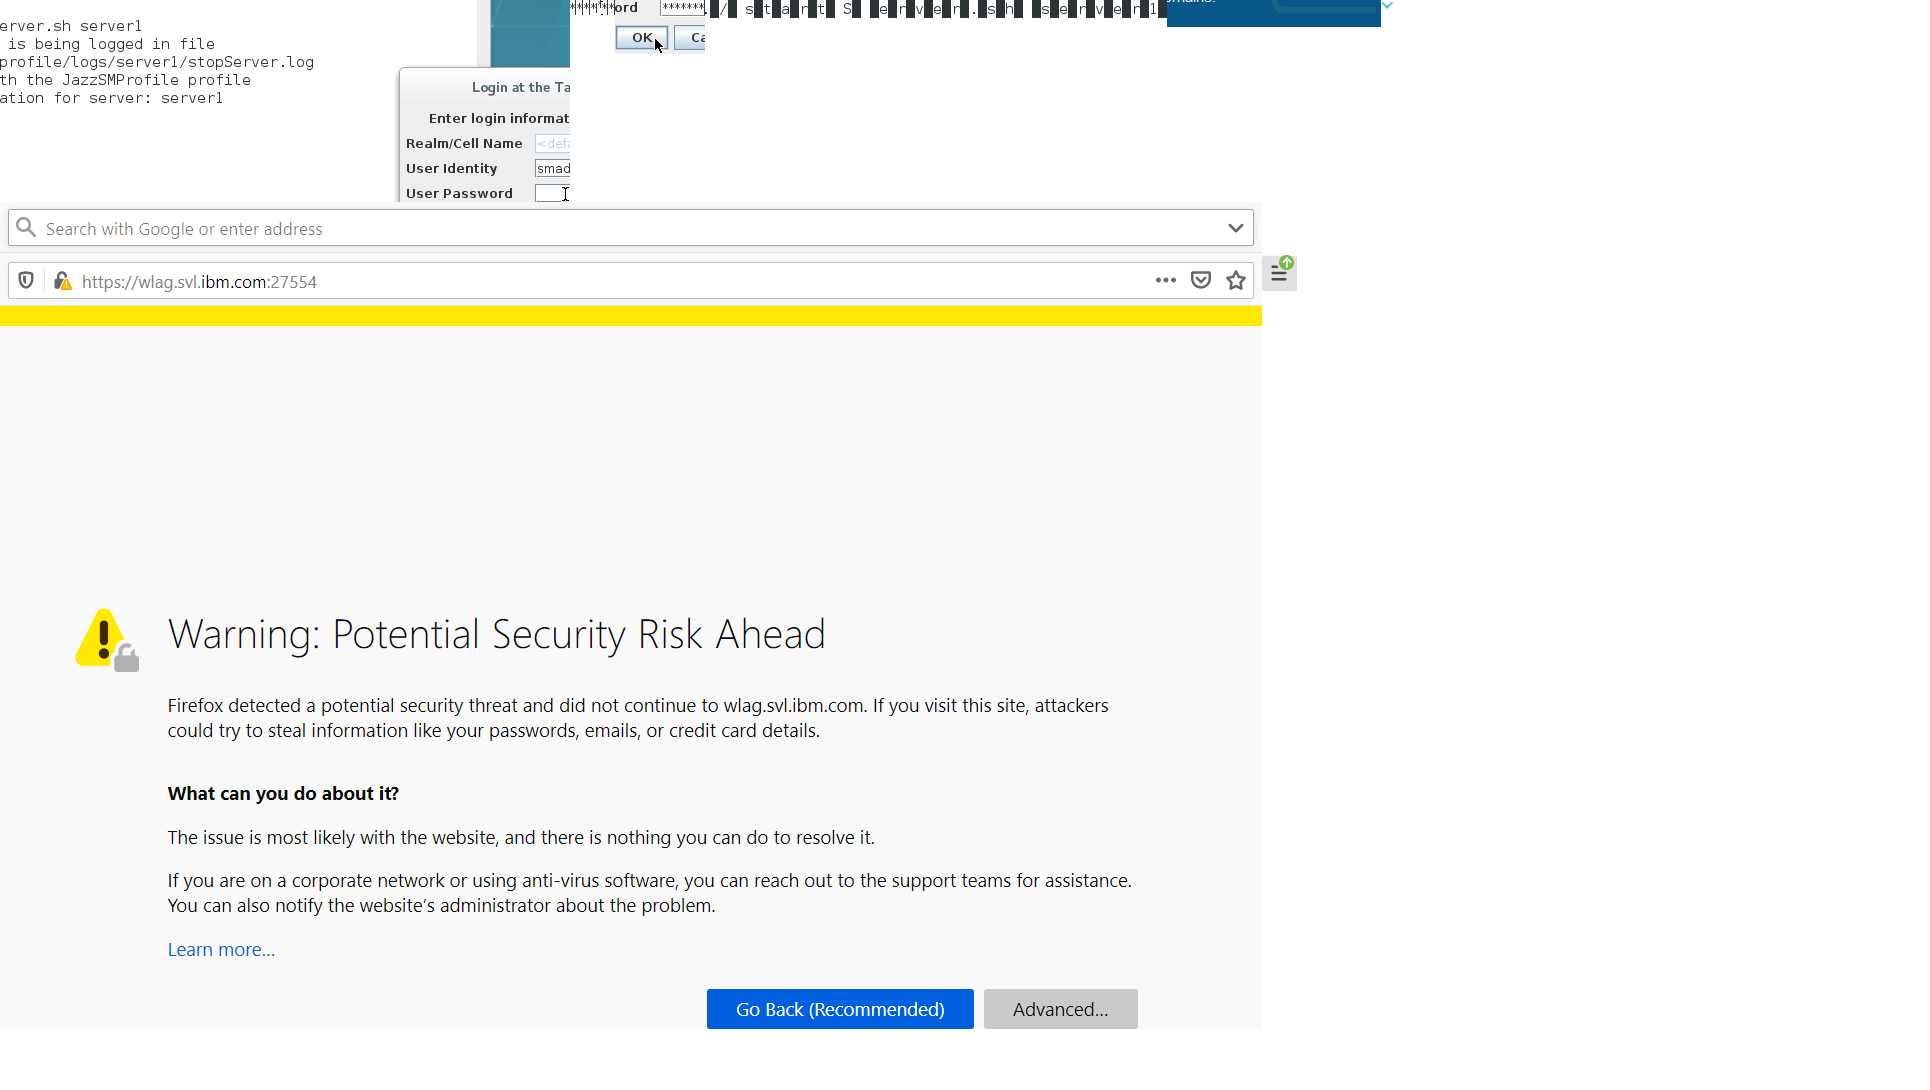 erver.sh server1
is being logged in file
profile/logs/server1/stopServer.log
th the JazzSMProfile profile
ation for server: server1
ord *******
OK Ca
Login at the Ta
Enter login informat
Realm/Cell Name <defa
User Identity smad
User Password
Search with Google or enter address
https://wlag.svl.ibm.com:27554
Warning: Potential Security Risk Ahead
Firefox detected a potential security threat and did not continue to wlag.svl.ibm.com. If you visit this site, attackers
could try to steal information like your passwords, emails, or credit card details.
What can you do about it?
The issue is most likely with the website, and there is nothing you can do to resolve it.
If you are on a corporate network or using anti-virus software, you can reach out to the support teams for assistance.
You can also notify the website's administrator about the problem.
Learn more...
Go Back (Recommended) Advanced...